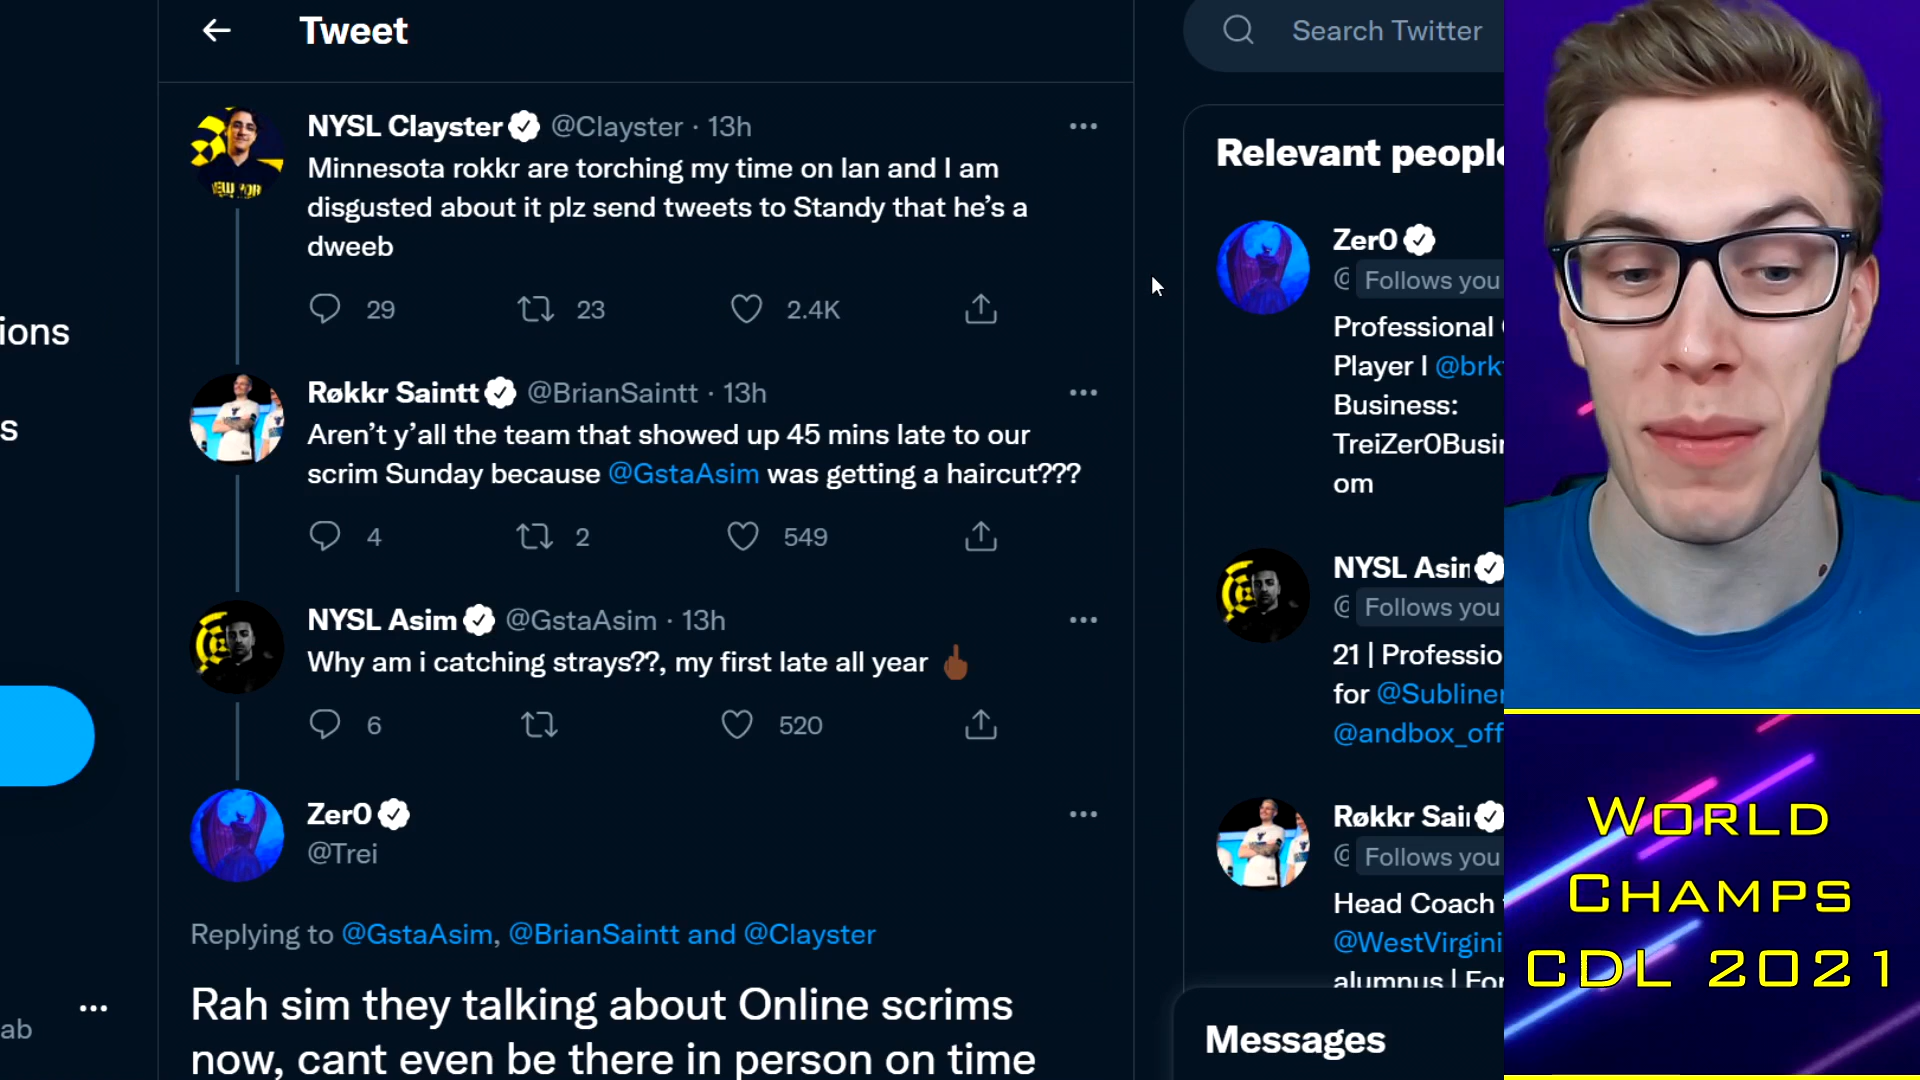 Tweet
Search Twitter
NYSL Clayster @Clayster · 13h
Minnesota rokkr are torching my time on lan and I am
disgusted about it plz send tweets to Standy that he's a
dweeb
29 23 2.4K
Røkkr Saintt @BrianSaintt · 13h
Aren't y'all the team that showed up 45 mins late to our
scrim Sunday because @GstaAsim was getting a haircut???
4 2 549
NYSL Asim @GstaAsim · 13h
Why am i catching strays??, my first late all year
6 520
Zer0
@Trei
Replying to @GstaAsim, @BrianSaintt and @Clayster
Rah sim they talking about Online scrims
now, cant even be there in person on time
ions
s
ab
Relevant people
Zer0
@ Follows you
Professional
Player I @brk
Business:
TreiZer0Busin
om
NYSL Asim
@ Follows you
21 | Professio
for @Subliner
@andbox_off
Røkkr Sain
@ Follows you
Head Coach
@WestVirgini
alumnus | For
Messages
WORLD
CHAMPS
CDL 2021